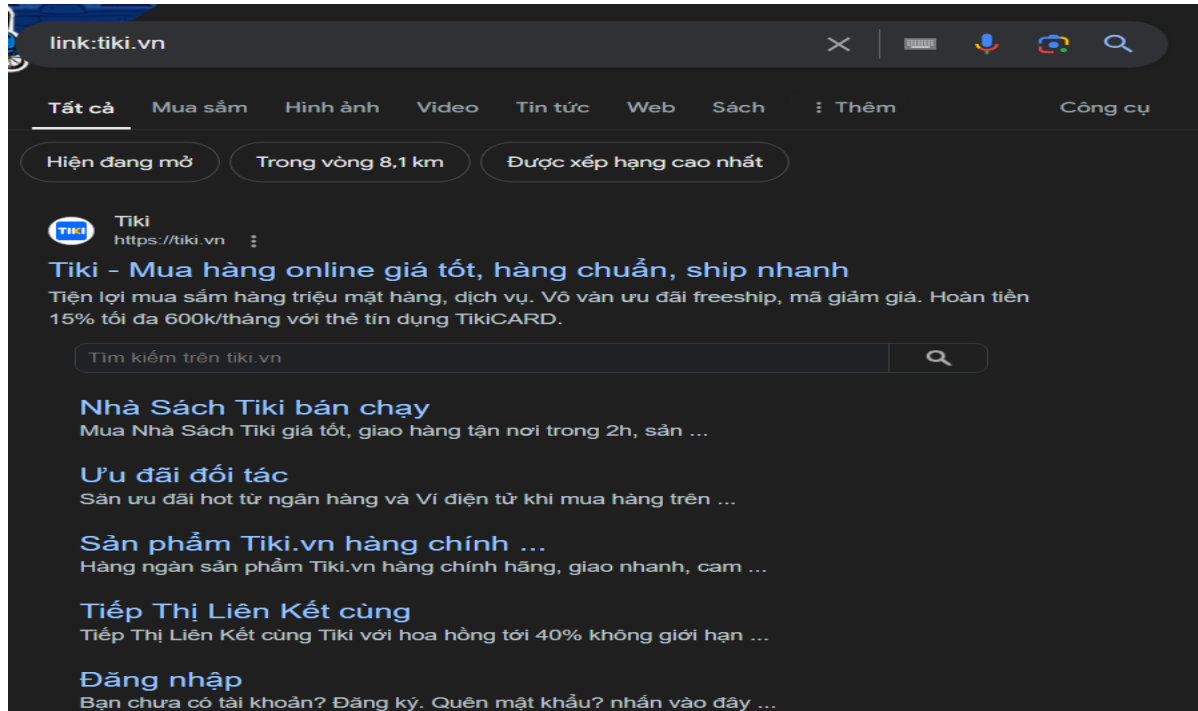 link:tiki.vn
Tất cả Mua sắm Hình ảnh Video Tin tức Web Sách Thêm Công cụ
Hiện đang mở Trong vòng 8,1 km Được xếp hạng cao nhất
TIKI
Tiki
https://tiki.vn
Tiki - Mua hàng online giá tốt, hàng chuẩn, ship nhanh
Tiện lợi mua sắm hàng triệu mặt hàng, dịch vụ. Vô vàn ưu đãi freeship, mã giảm giá. Hoàn tiền
15% tối đa 600k/tháng với thẻ tín dụng TikiCARD.
Tìm kiếm trên tiki.vn
Nhà Sách Tiki bán chạy
Mua Nhà Sách Tiki giá tốt, giao hàng tận nơi trong 2h, sản ...
Ưu đãi đối tác
Săn ưu đãi hot từ ngân hàng và Ví điện tử khi mua hàng trên ...
Sản phẩm Tiki.vn hàng chính ...
Hàng ngàn sản phẩm Tiki.vn hàng chính hãng, giao nhanh, cam ...
Tiếp Thị Liên Kết cùng
Tiếp Thị Liên Kết cùng Tiki với hoa hồng tới 40% không giới hạn ...
Đăng nhập
Bạn chưa có tài khoản? Đăng ký. Quên mật khẩu? nhấn vào đây ...